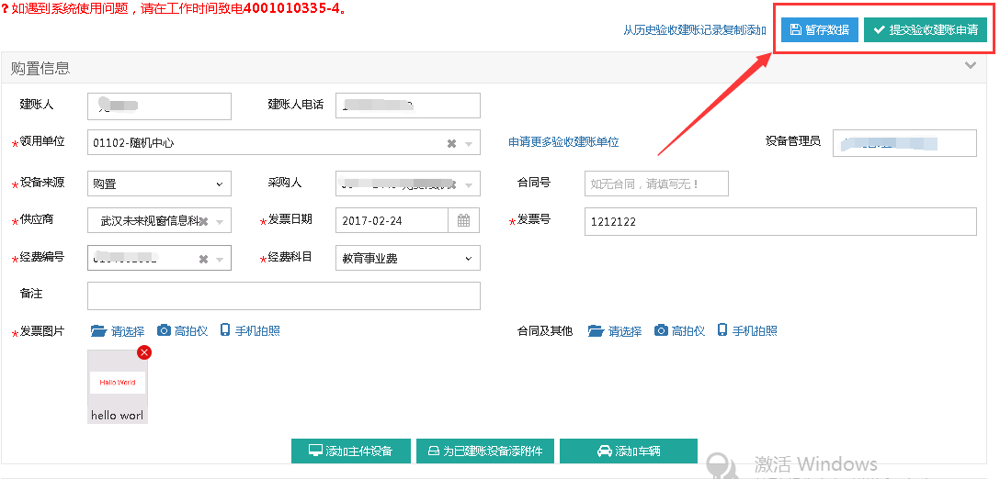 ? 如遇到系统使用问题，请在工作时间致电4001010335-4。
从历史验收建账记录复制添加 暂存数据 提交验收建账申请
购置信息
建账人 建账人电话
*领用单位 01102-随机中心 申请更多验收建账单位 设备管理员
*设备来源 购置 采购人 合同号 如无合同，请填写无！
*供应商 武汉未来视窗信息科 *发票日期 2017-02-24 *发票号 1212122
*经费编号 *经费科目 教育事业费
备注
*发票图片 请选择 高拍仪 手机拍照 合同及其他 请选择 高拍仪 手机拍照
Hello World
hello worl
添加主件设备 为已建账设备添附件 添加车辆
激活 Windows